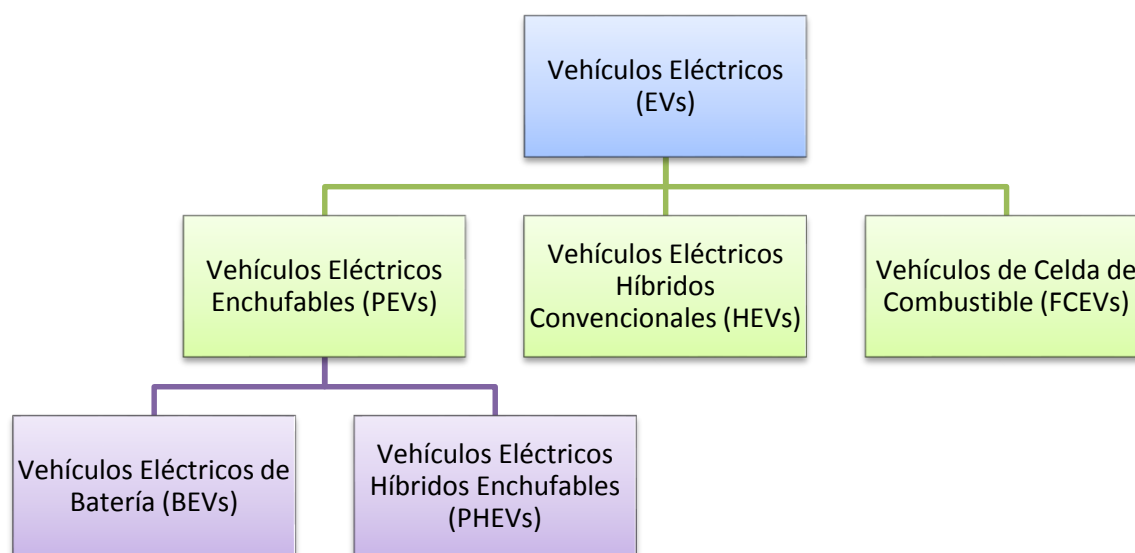 Vehículos Eléctricos
(EVs)
Vehículos Eléctricos
Enchufables (PEVs)
Vehículos Eléctricos
Híbridos
Convencionales (HEVs)
Vehículos de Celda de
Combustible (FCEVs)
Vehículos Eléctricos de
Batería (BEVs)
Vehículos Eléctricos
Híbridos Enchufables
(PHEVs)